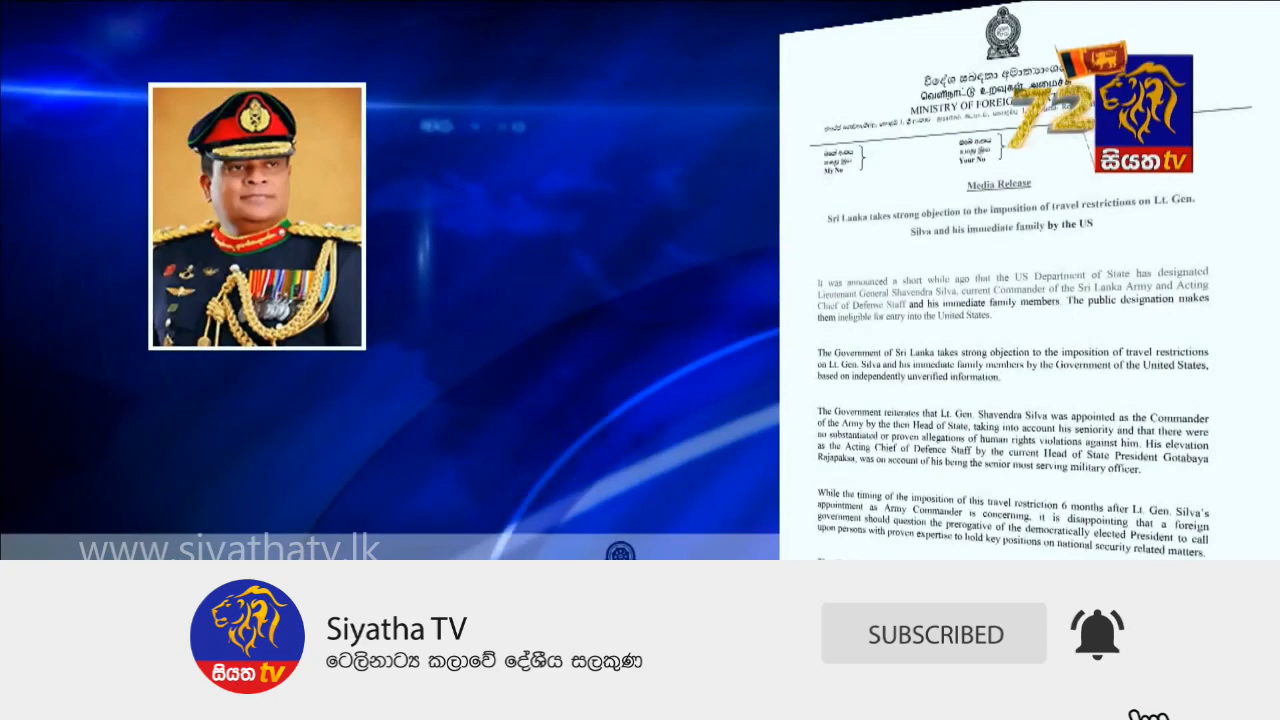 විදේශ සබඳතා අමාත්‍යාංශය
வெளிநாட்டு உறவுகள் அமைச்சு
MINISTRY OF FOREIG
72
සියත tv
My No
Your No
Media Release
Sri Lanka takes strong objection to the imposition of travel restrictions on Lt. Gen.
Silva and his immediate family by the US
It was announced a short while ago that the US Department of State has designated
Lieutenant General Shavendra Silva, current Commander of the Sri Lanka Army and Acting
Chief of Defense Staff and his immediate family members. The public designation makes
them ineligible for entry into the United States.
The Government of Sri Lanka takes strong objection to the imposition of travel restrictions
on Lt. Gen. Silva and his immediate family members by the Government of the United States,
based on independently unverified information.
The Government reiterates that Lt. Gen. Shavendra Silva was appointed as the Commander
of the Army by the then Head of State, taking into account his seniority and that there were
no substantiated or proven allegations of human rights violations against him. His elevation
as the Acting Chief of Defence Staff by the current Head of State President Gotabaya
Rajapaksa, was on account of his being the senior most serving military officer.
While the timing of the imposition of this travel restriction 6 months after Lt. Gen. Silva's
appointment as Army Commander is concerning, it is disappointing that a foreign
government should question the prerogative of the democratically elected President to call
upon persons with proven expertise to hold key positions on national security related matters.
www.siyathatv.lk
සියත tv
Siyatha TV
ටෙලිනාට්‍ය කලාවේ දේශීය සලකුණ
SUBSCRIBED